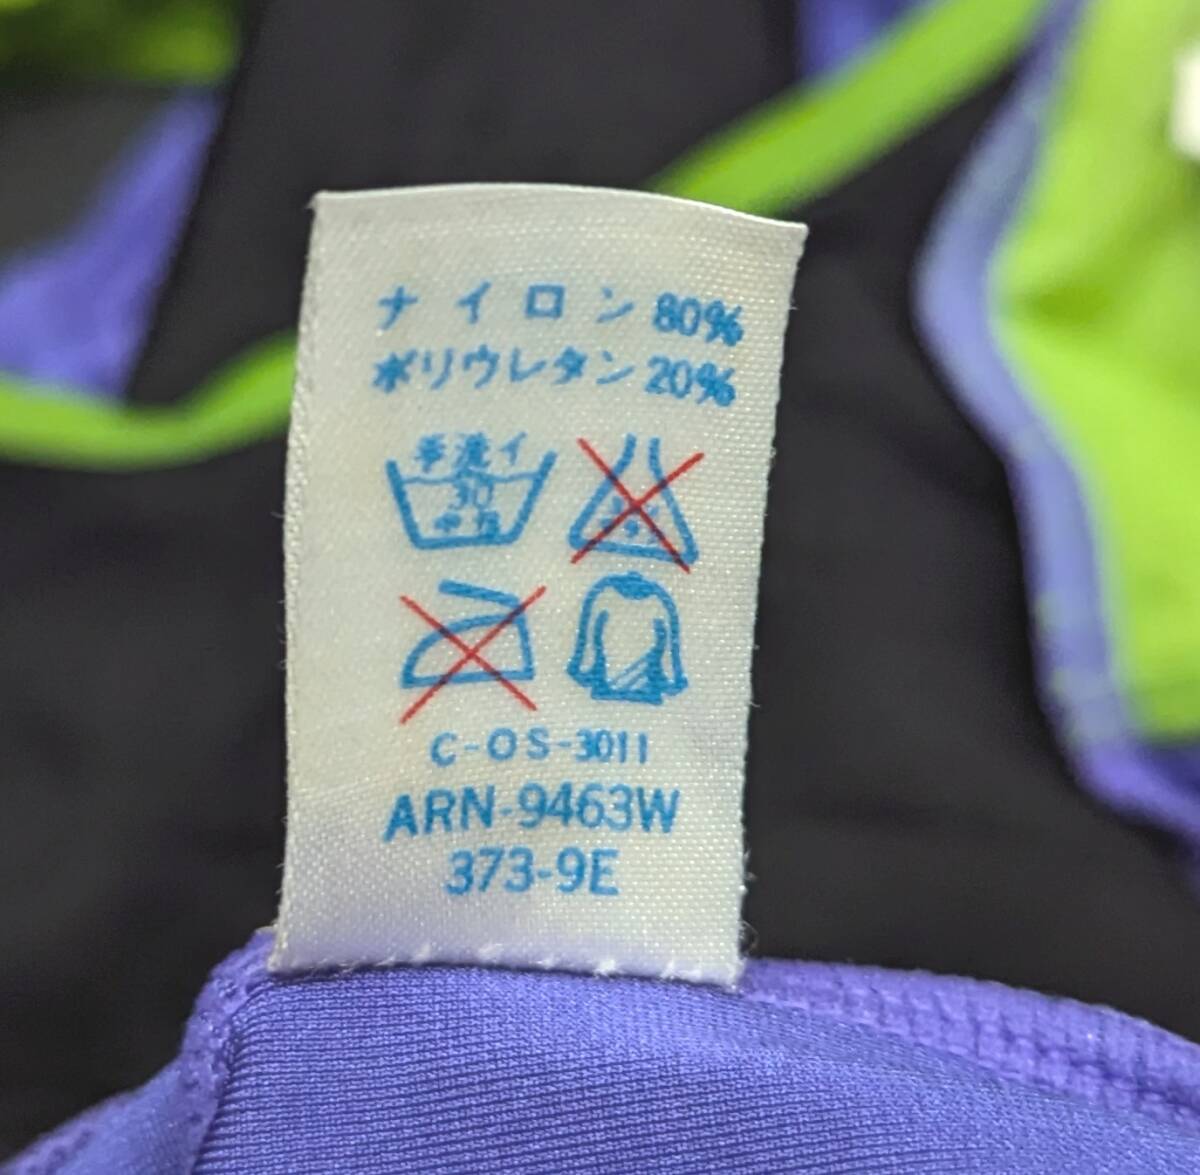 ナイロン 80%
ポリウレタン 20%
手洗イ
30
中性
C-OS-3011
ARN-9463W
373-9E